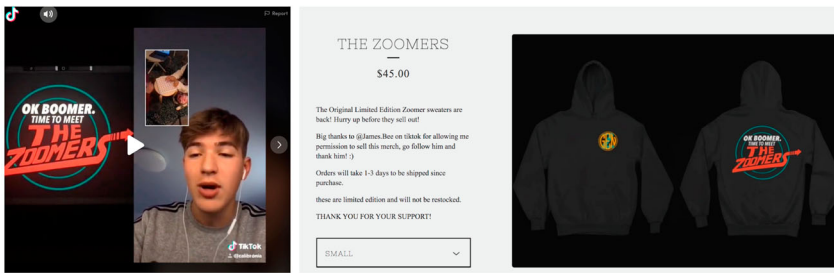 Report
OK BOOMER.
TIME TO MEET
THE
ZOOMERS
TikTok
THE ZOOMERS
$45.00
The Original Limited Edition Zoomer sweaters are
back! Hurry up before they sell out!
Big thanks to @James.Bee on tiktok for allowing me
permission to sell this merch, go follow him and
thank him! :)
Orders will take 1-3 days to be shipped since
purchase.
these are limited edition and will not be restocked.
THANK YOU FOR YOUR SUPPORT!
SMALL
OK BOOMER.
TIME TO MEET
THE
ZOOMERS